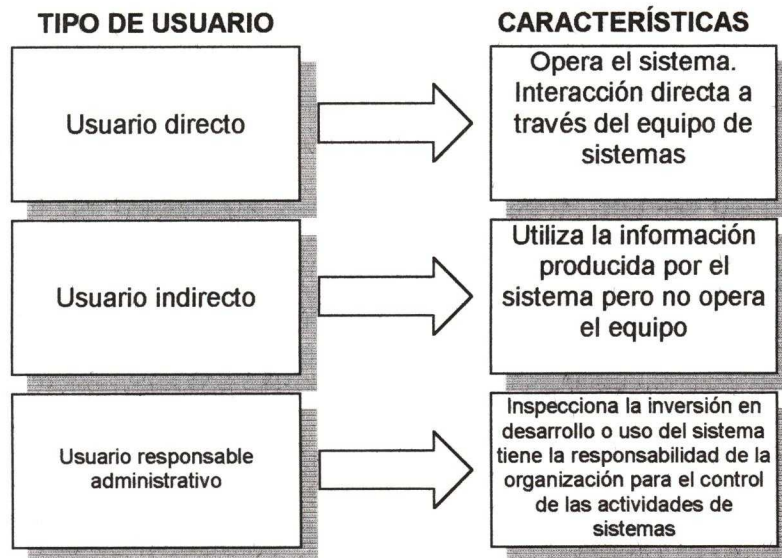 TIPO DE USUARIO
CARACTERÍSTICAS
Usuario directo
Opera el sistema.
Interacción directa a
través del equipo de
sistemas
Usuario indirecto
Utiliza la información
producida por el
sistema pero no opera
el equipo
Usuario responsable
administrativo
Inspecciona la inversión en
desarrollo o uso del sistema
tiene la responsabilidad de la
organización para el control
de las actividades de
sistemas